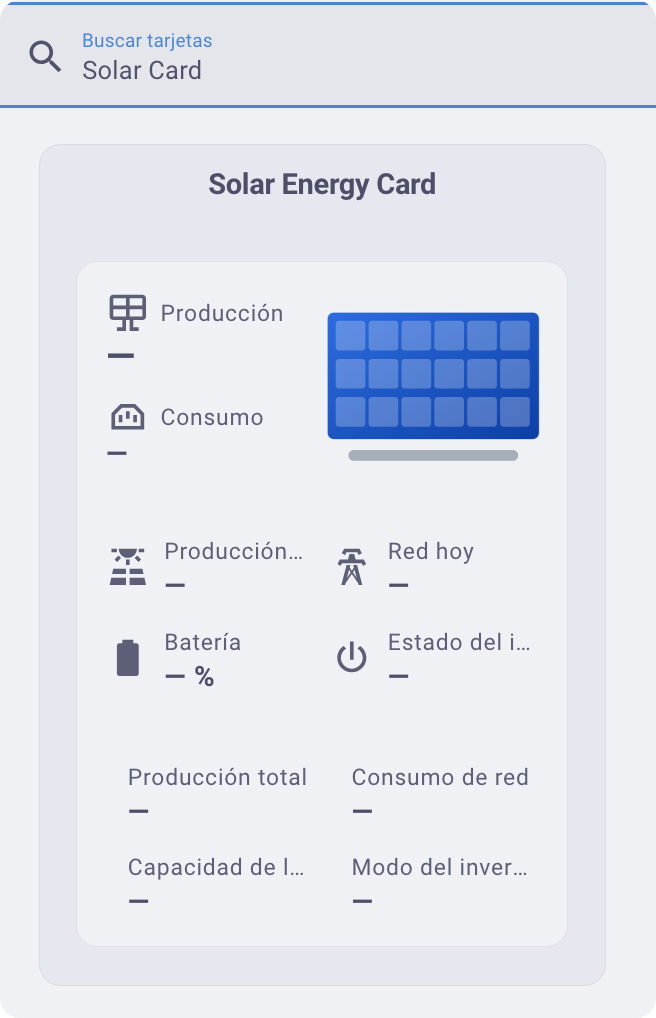 Buscar tarjetas
Solar Card
Solar Energy Card
Producción
—
Consumo
—
Producción...
—
Red hoy
—
Batería
— %
Estado del i...
—
Producción total
—
Consumo de red
—
Capacidad de l...
—
Modo del inver...
—